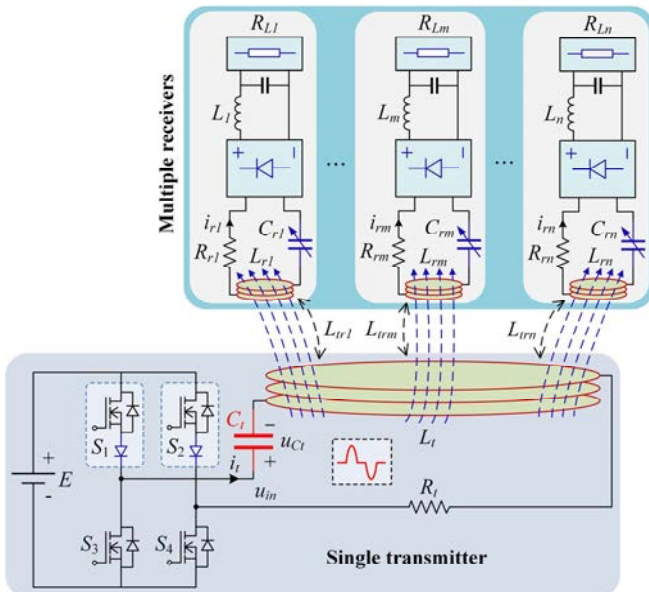 R_L1 R_Lm R_Ln
L_1 L_m L_n
+ − + − + −
... ...
i_r1 C_r1 i_rm C_rm i_rn C_rn
R_r1 L_r1 R_rm L_rm R_rn L_rn
Multiple receivers
L_tr1 L_trm L_trn
S_1 S_2 C_t −
u_Ct L_t
+ E - i_t +
u_in R_t
S_3 S_4
Single transmitter